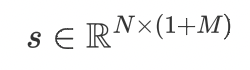 s ∈ ℝ^{N×(1+M)}